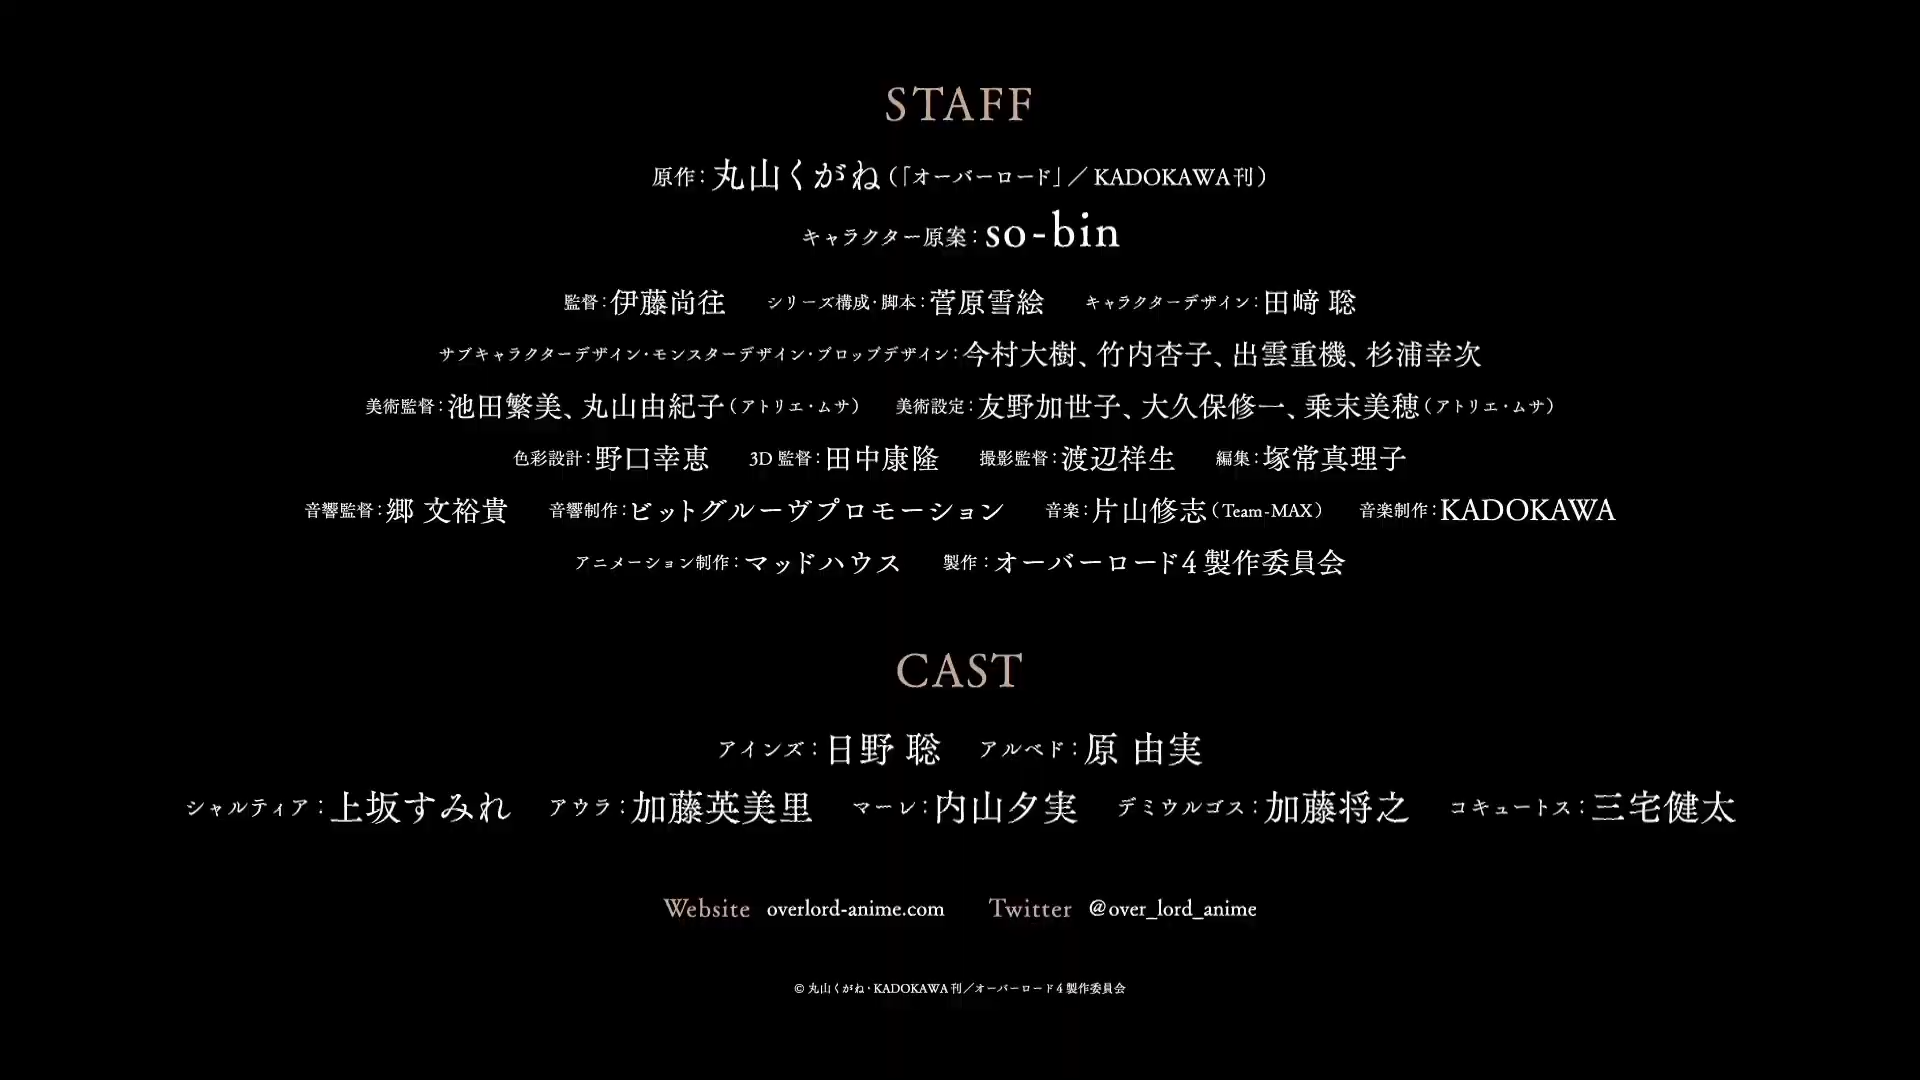 STAFF
原作：丸山くがね（「オーバーロード」／KADOKAWA刊）
キャラクター原案：so-bin
監督：伊藤尚往　シリーズ構成・脚本：菅原雪絵　キャラクターデザイン：田﨑 聡
サブキャラクターデザイン・モンスターデザイン・プロップデザイン：今村大樹、竹内杏子、出雲重機、杉浦幸次
美術監督：池田繁美、丸山由紀子（アトリエ・ムサ）　美術設定：友野加世子、大久保修一、乗末美穂（アトリエ・ムサ）
色彩設計：野口幸恵　3D 監督：田中康隆　撮影監督：渡辺祥生　編集：塚常真理子
音響監督：郷 文裕貴　音響制作：ビットグルーヴプロモーション　音楽：片山修志（Team-MAX）　音楽制作：KADOKAWA
アニメーション制作：マッドハウス　製作：オーバーロード4製作委員会
CAST
アインズ：日野 聡　アルベド：原 由実
シャルティア：上坂すみれ　アウラ：加藤英美里　マーレ：内山夕実　デミウルゴス：加藤将之　コキュートス：三宅健太
Website overlord-anime.com　Twitter @over_lord_anime
© 丸山くがね・KADOKAWA刊／オーバーロード4製作委員会